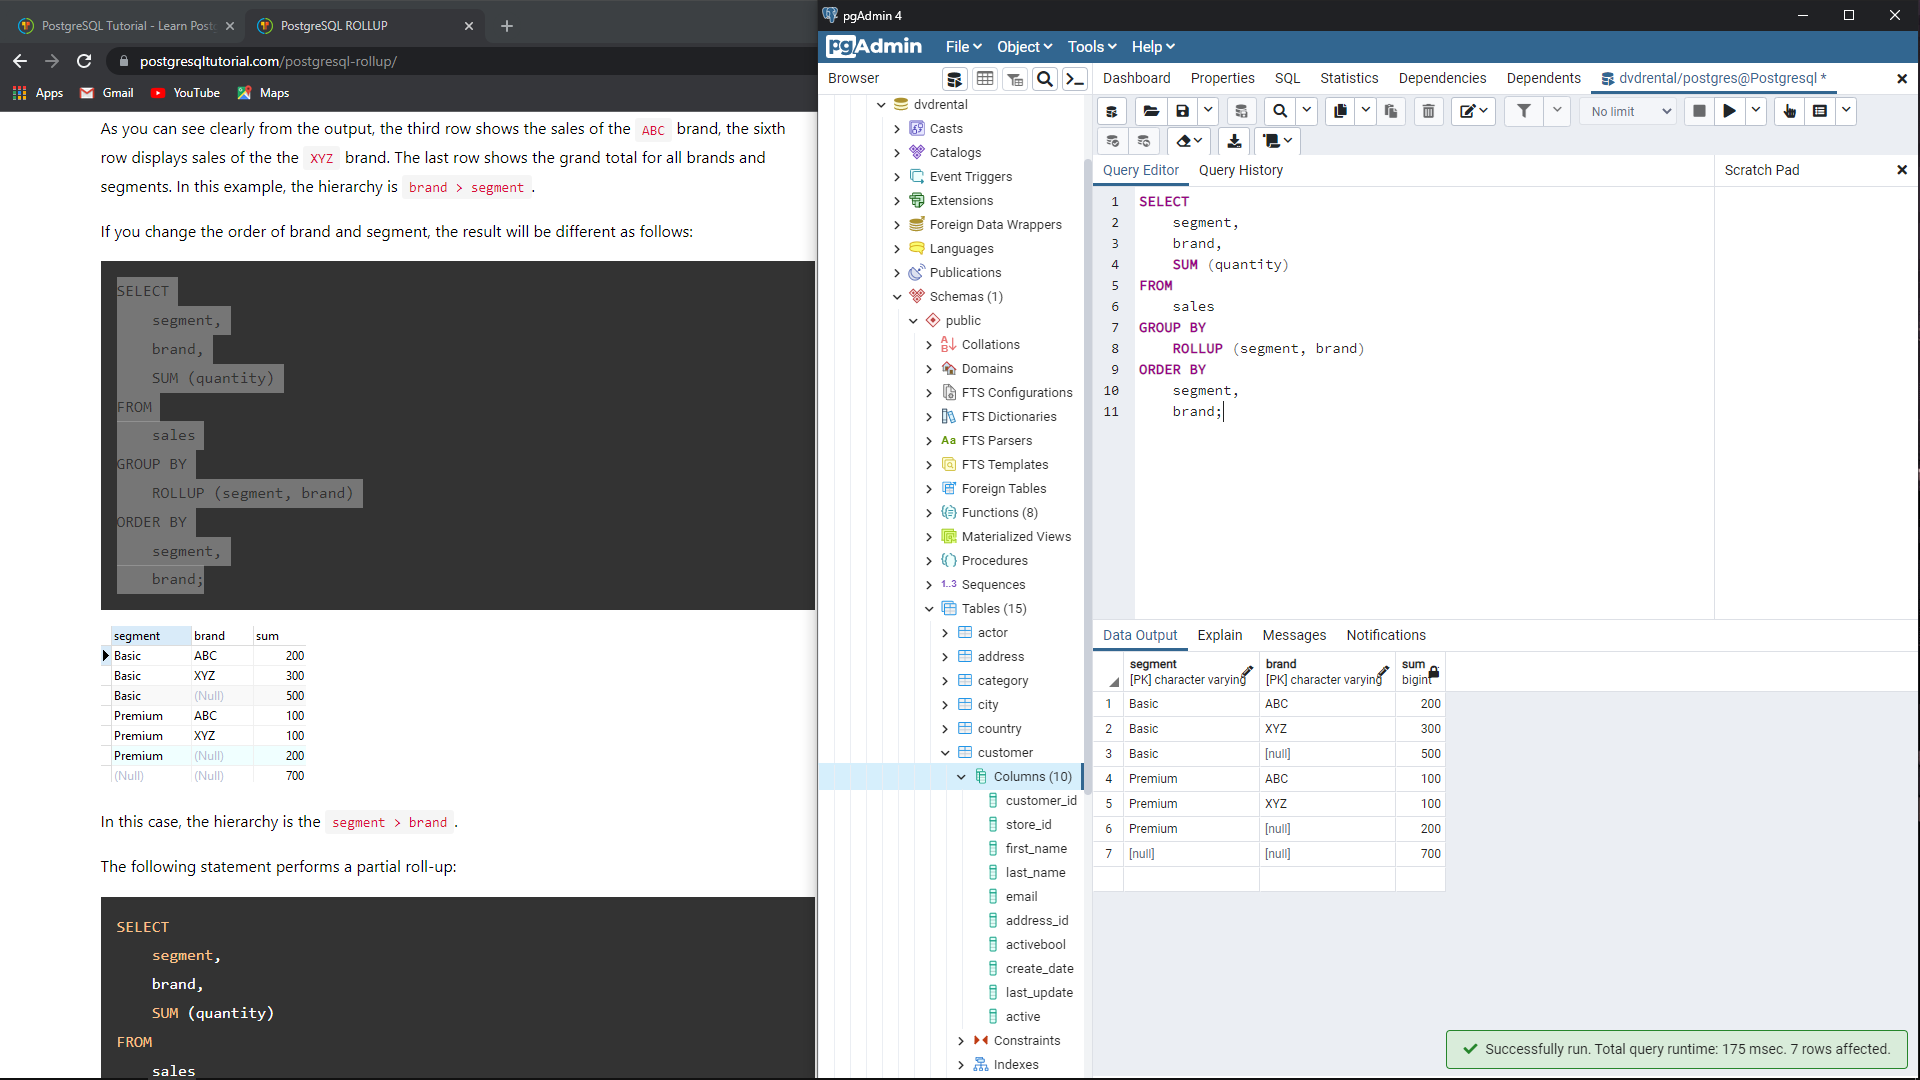 PostgreSQL Tutorial - Learn Post
PostgreSQL ROLLUP
postgresqltutorial.com/postgresql-rollup/
Apps
Gmail
YouTube
Maps
As you can see clearly from the output, the third row shows the sales of the ABC brand, the sixth
row displays sales of the the XYZ brand. The last row shows the grand total for all brands and
segments. In this example, the hierarchy is brand > segment .
If you change the order of brand and segment, the result will be different as follows:
SELECT
segment,
brand,
SUM (quantity)
FROM
sales
GROUP BY
ROLLUP (segment, brand)
ORDER BY
segment,
brand;
segment brand sum
Basic ABC 200
Basic XYZ 300
Basic (Null) 500
Premium ABC 100
Premium XYZ 100
Premium (Null) 200
(Null) (Null) 700
In this case, the hierarchy is the segment > brand .
The following statement performs a partial roll-up:
SELECT
segment,
brand,
SUM (quantity)
FROM
sales
pgAdmin 4
pgAdmin File Object Tools Help
Browser
dvdrental
Casts
Catalogs
Event Triggers
Extensions
Foreign Data Wrappers
Languages
Publications
Schemas (1)
public
Collations
Domains
FTS Configurations
FTS Dictionaries
Aa FTS Parsers
FTS Templates
Foreign Tables
Functions (8)
Materialized Views
Procedures
1..3 Sequences
Tables (15)
actor
address
category
city
country
customer
Columns (10)
customer_id
store_id
first_name
last_name
email
address_id
activebool
create_date
last_update
active
Constraints
Indexes
Dashboard Properties SQL Statistics Dependencies Dependents dvdrental/postgres@Postgresql *
No limit
Query Editor Query History
Scratch Pad
1 SELECT
2 segment,
3 brand,
4 SUM (quantity)
5 FROM
6 sales
7 GROUP BY
8 ROLLUP (segment, brand)
9 ORDER BY
10 segment,
11 brand;
Data Output Explain Messages Notifications
segment brand sum
[PK] character varying [PK] character varying bigint
1 Basic ABC 200
2 Basic XYZ 300
3 Basic [null] 500
4 Premium ABC 100
5 Premium XYZ 100
6 Premium [null] 200
7 [null] [null] 700
Successfully run. Total query runtime: 175 msec. 7 rows affected.